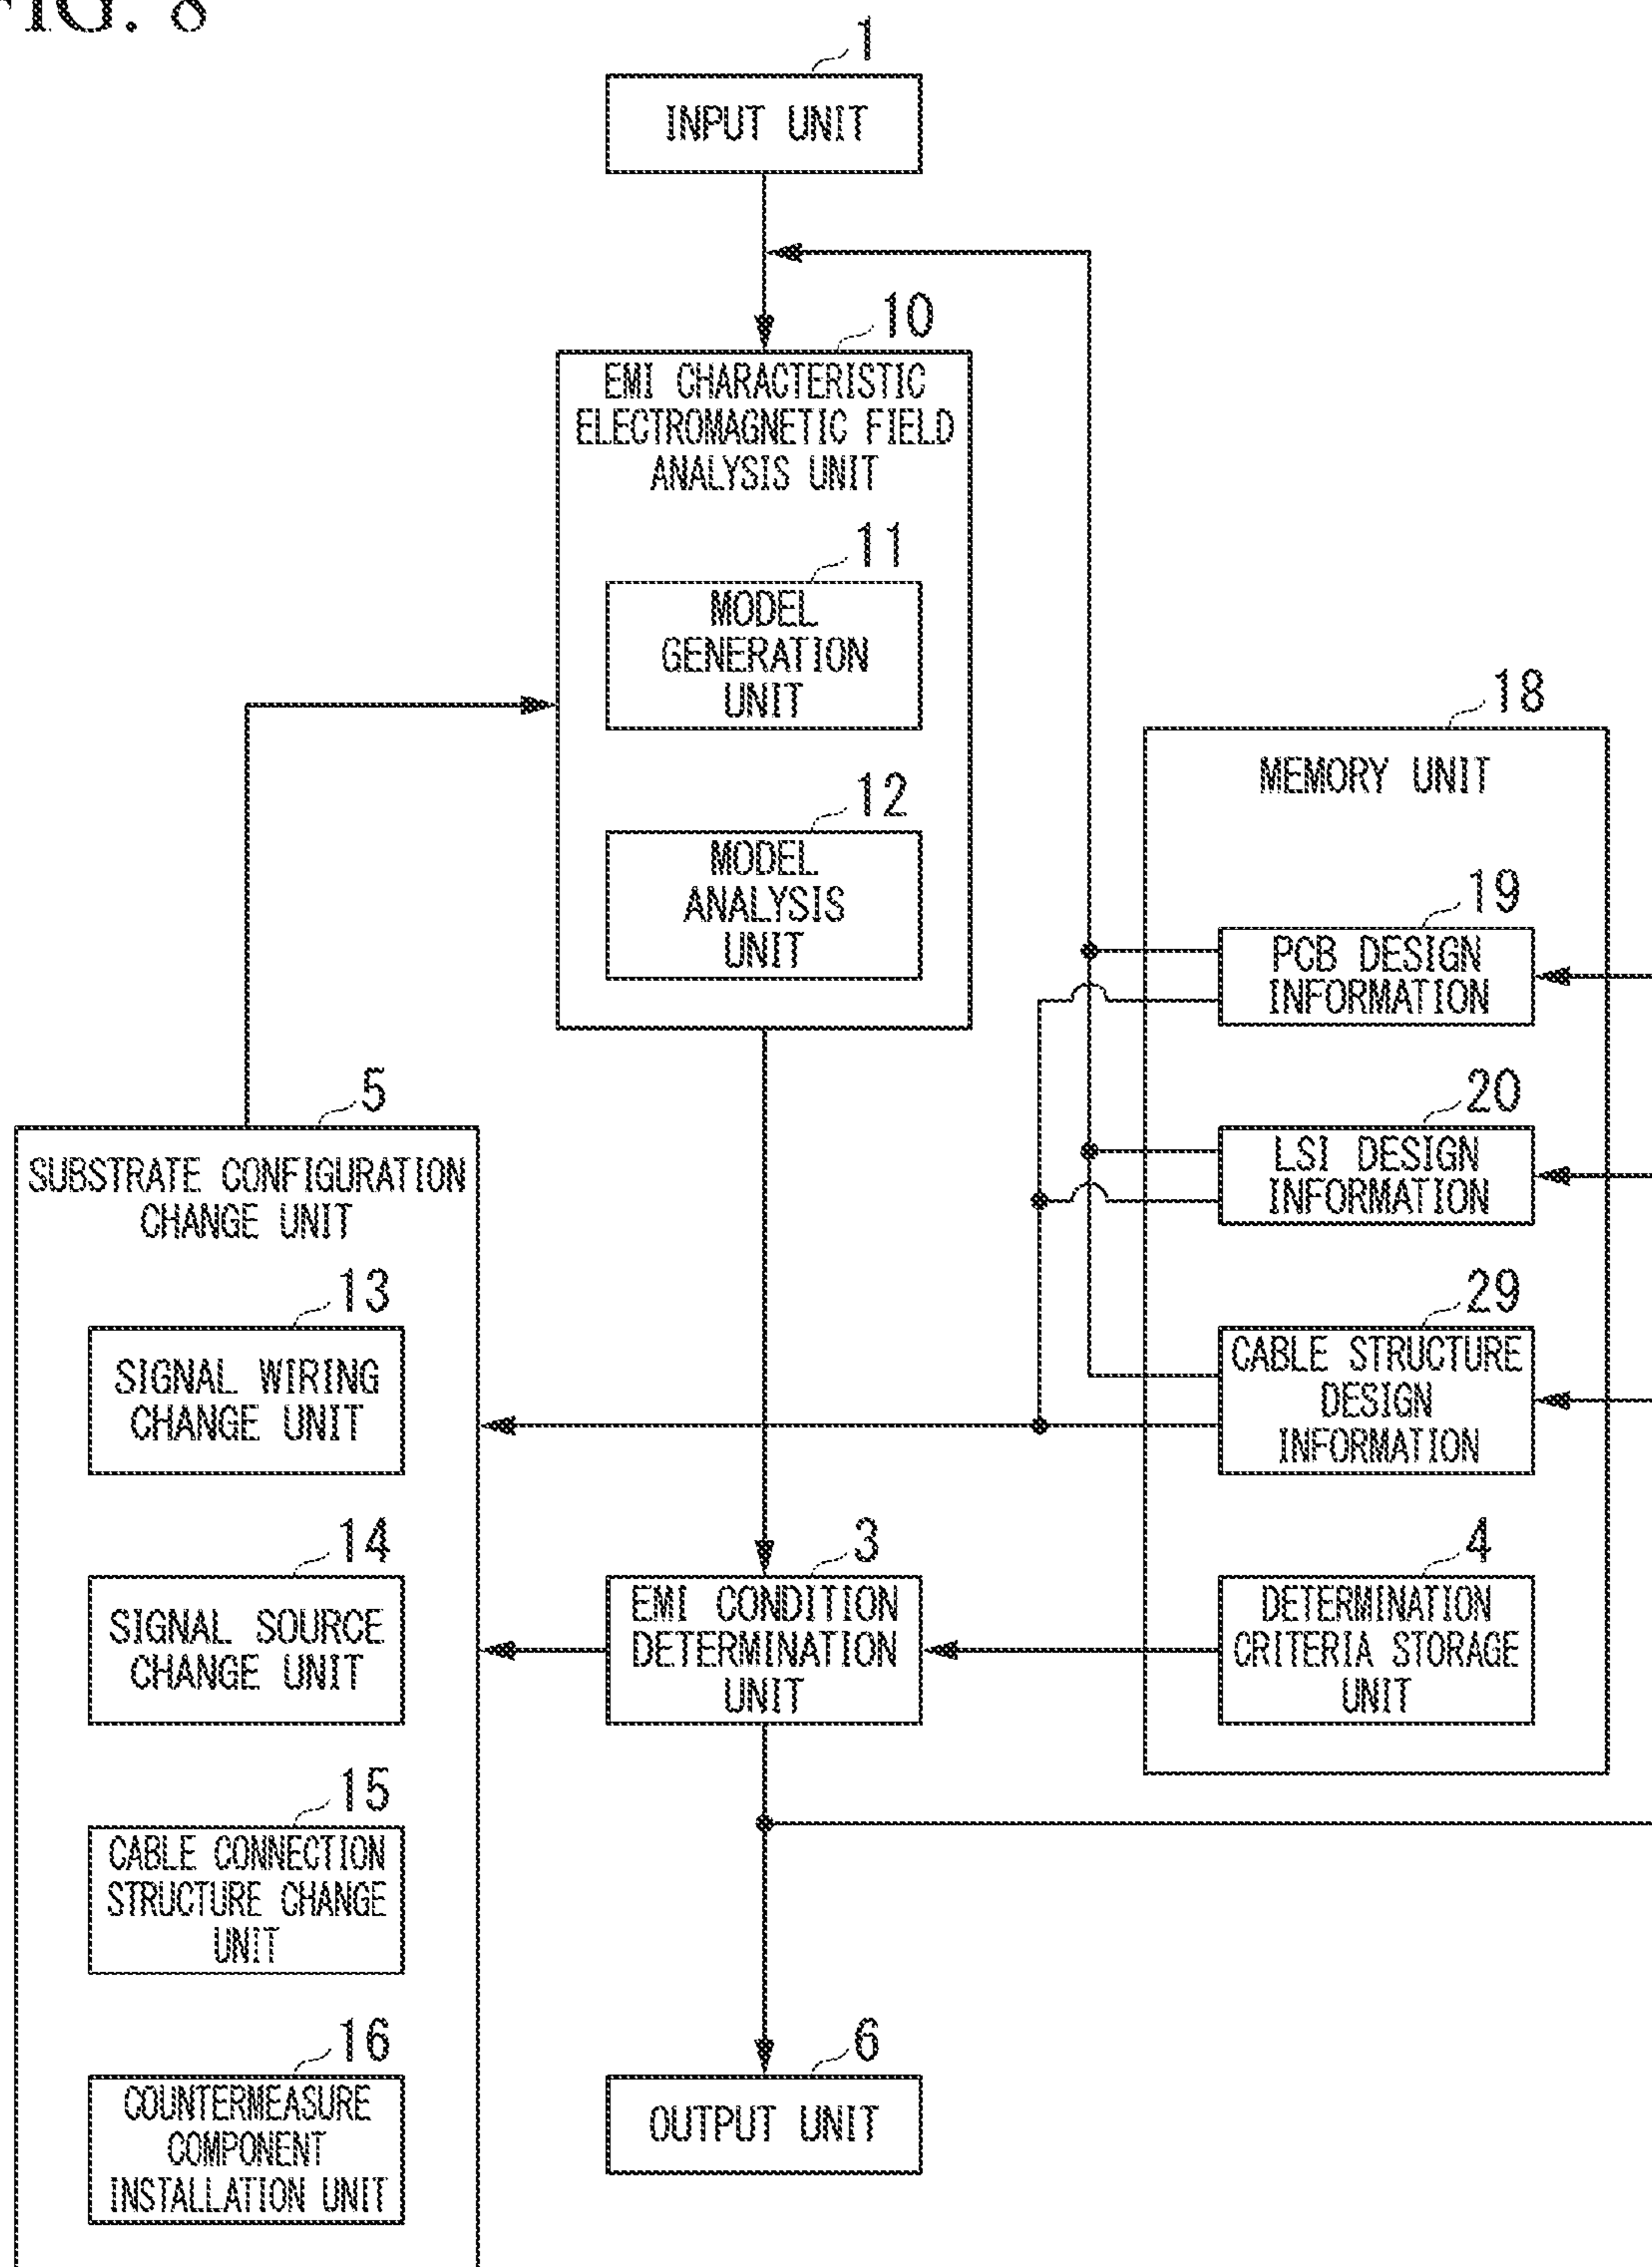 FIG. 8
1
INPUT UNIT
10
EMI CHARACTERISTIC
ELECTROMAGNETIC FIELD
ANALYSIS UNIT
11
MODEL
GENERATION
UNIT
12
MODEL
ANALYSIS
UNIT
18
MEMORY UNIT
19
PCB DESIGN
INFORMATION
20
LSI DESIGN
INFORMATION
29
CABLE STRUCTURE
DESIGN
INFORMATION
4
DETERMINATION
CRITERIA STORAGE
UNIT
5
SUBSTRATE CONFIGURATION
CHANGE UNIT
13
SIGNAL WIRING
CHANGE UNIT
14
SIGNAL SOURCE
CHANGE UNIT
15
CABLE CONNECTION
STRUCTURE CHANGE
UNIT
16
COUNTERMEASURE
COMPONENT
INSTALLATION UNIT
3
EMI CONDITION
DETERMINATION
UNIT
6
OUTPUT UNIT